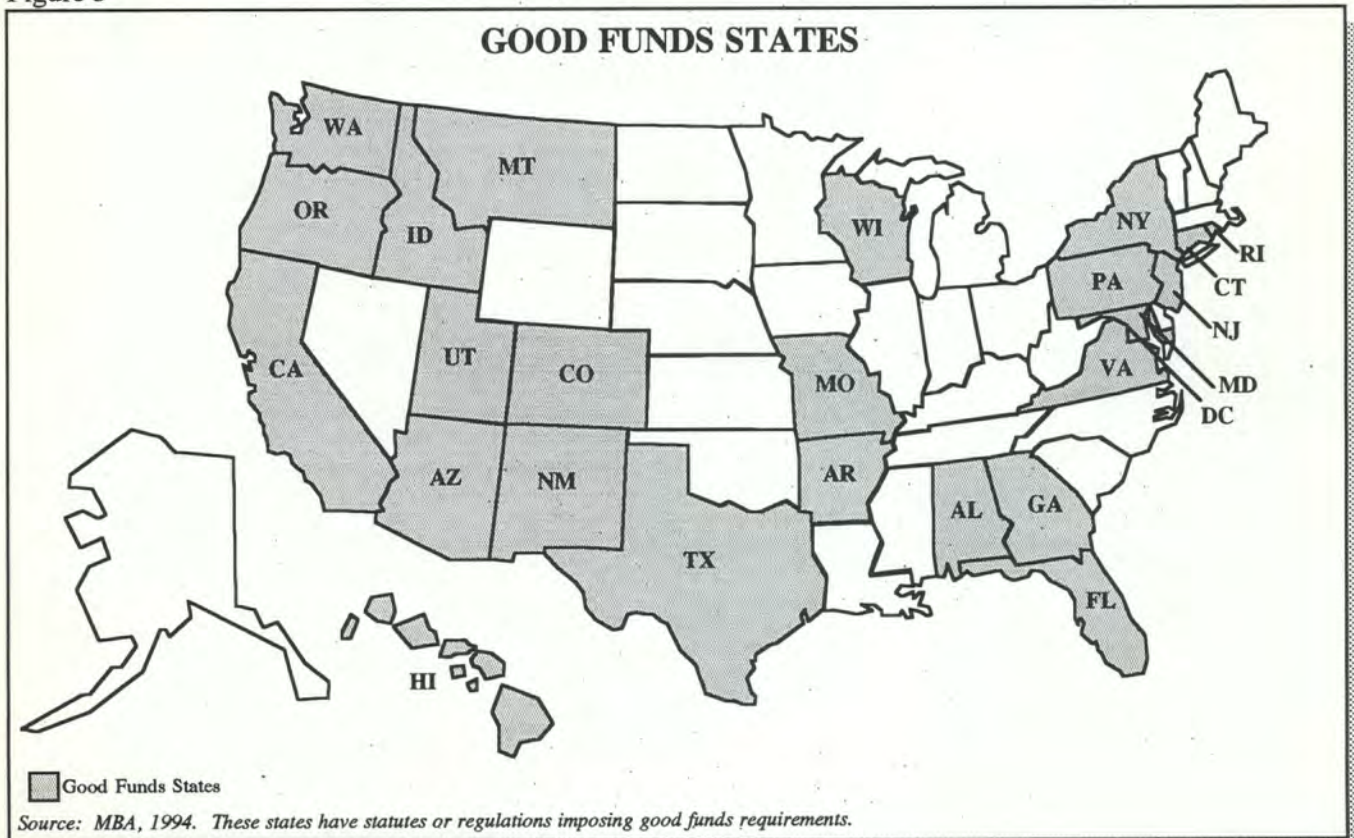 GOOD FUNDS STATES
WA
MT
OR
ID
WI
NY
RI
CT
PA
NJ
UT
CO
CA
MO
VA
MD
DC
AZ
NM
AR
AL
GA
TX
FL
HI
Good Funds States
Source: MBA, 1994. These states have statutes or regulations imposing good funds requirements.